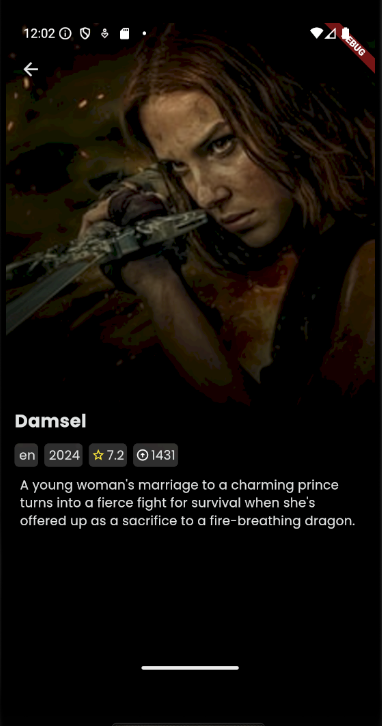 12:02
DEBUG
Damsel
en 2024 7.2 1431
A young woman's marriage to a charming prince
turns into a fierce fight for survival when she's
offered up as a sacrifice to a fire-breathing dragon.